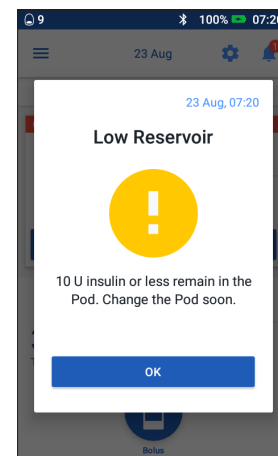 9 100% 07:20
23 Aug
23 Aug, 07:20
Low Reservoir
10 U insulin or less remain in the
Pod. Change the Pod soon.
OK
Bolus